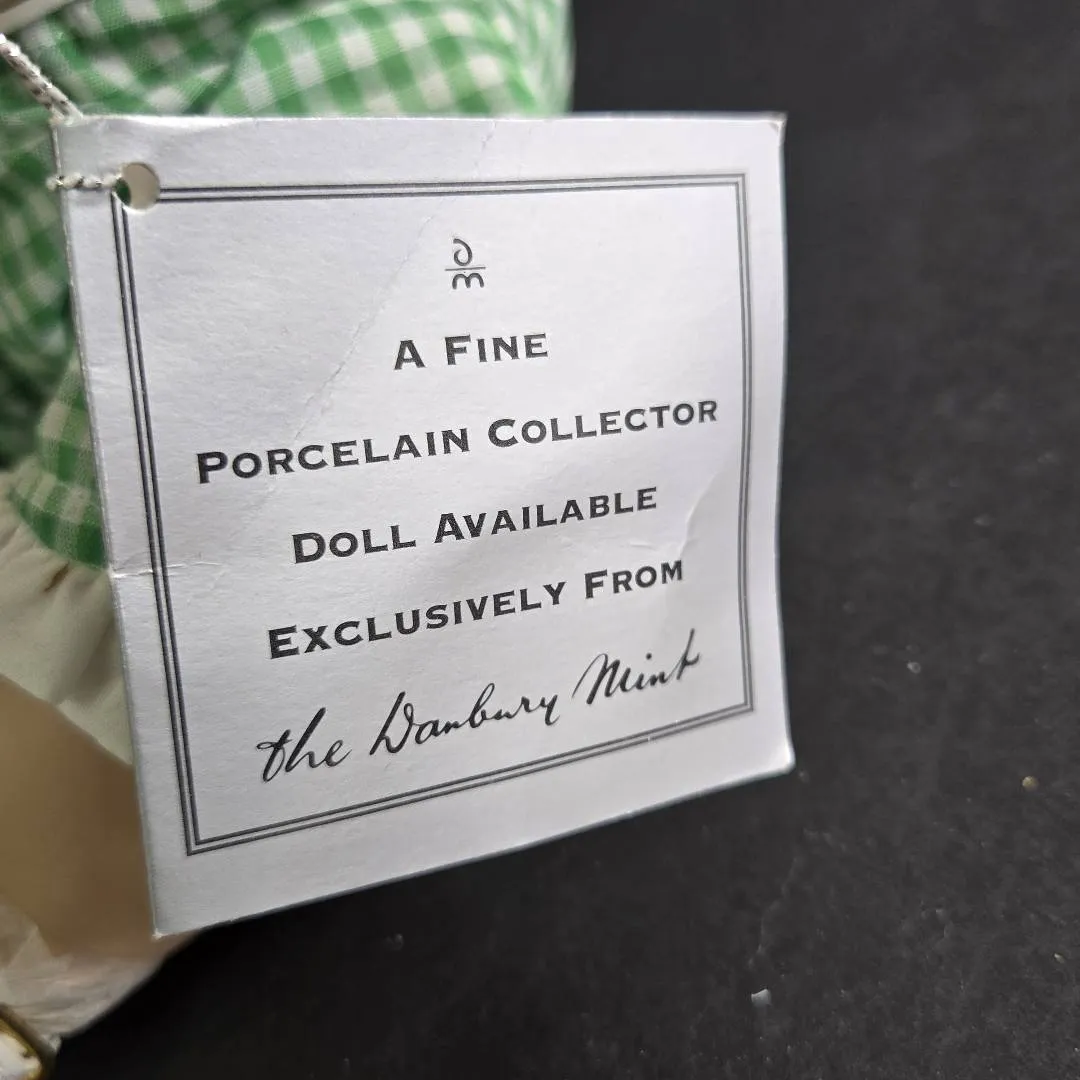 dm
A FINE
PORCELAIN COLLECTOR
DOLL AVAILABLE
EXCLUSIVELY FROM
the Danbury Mint